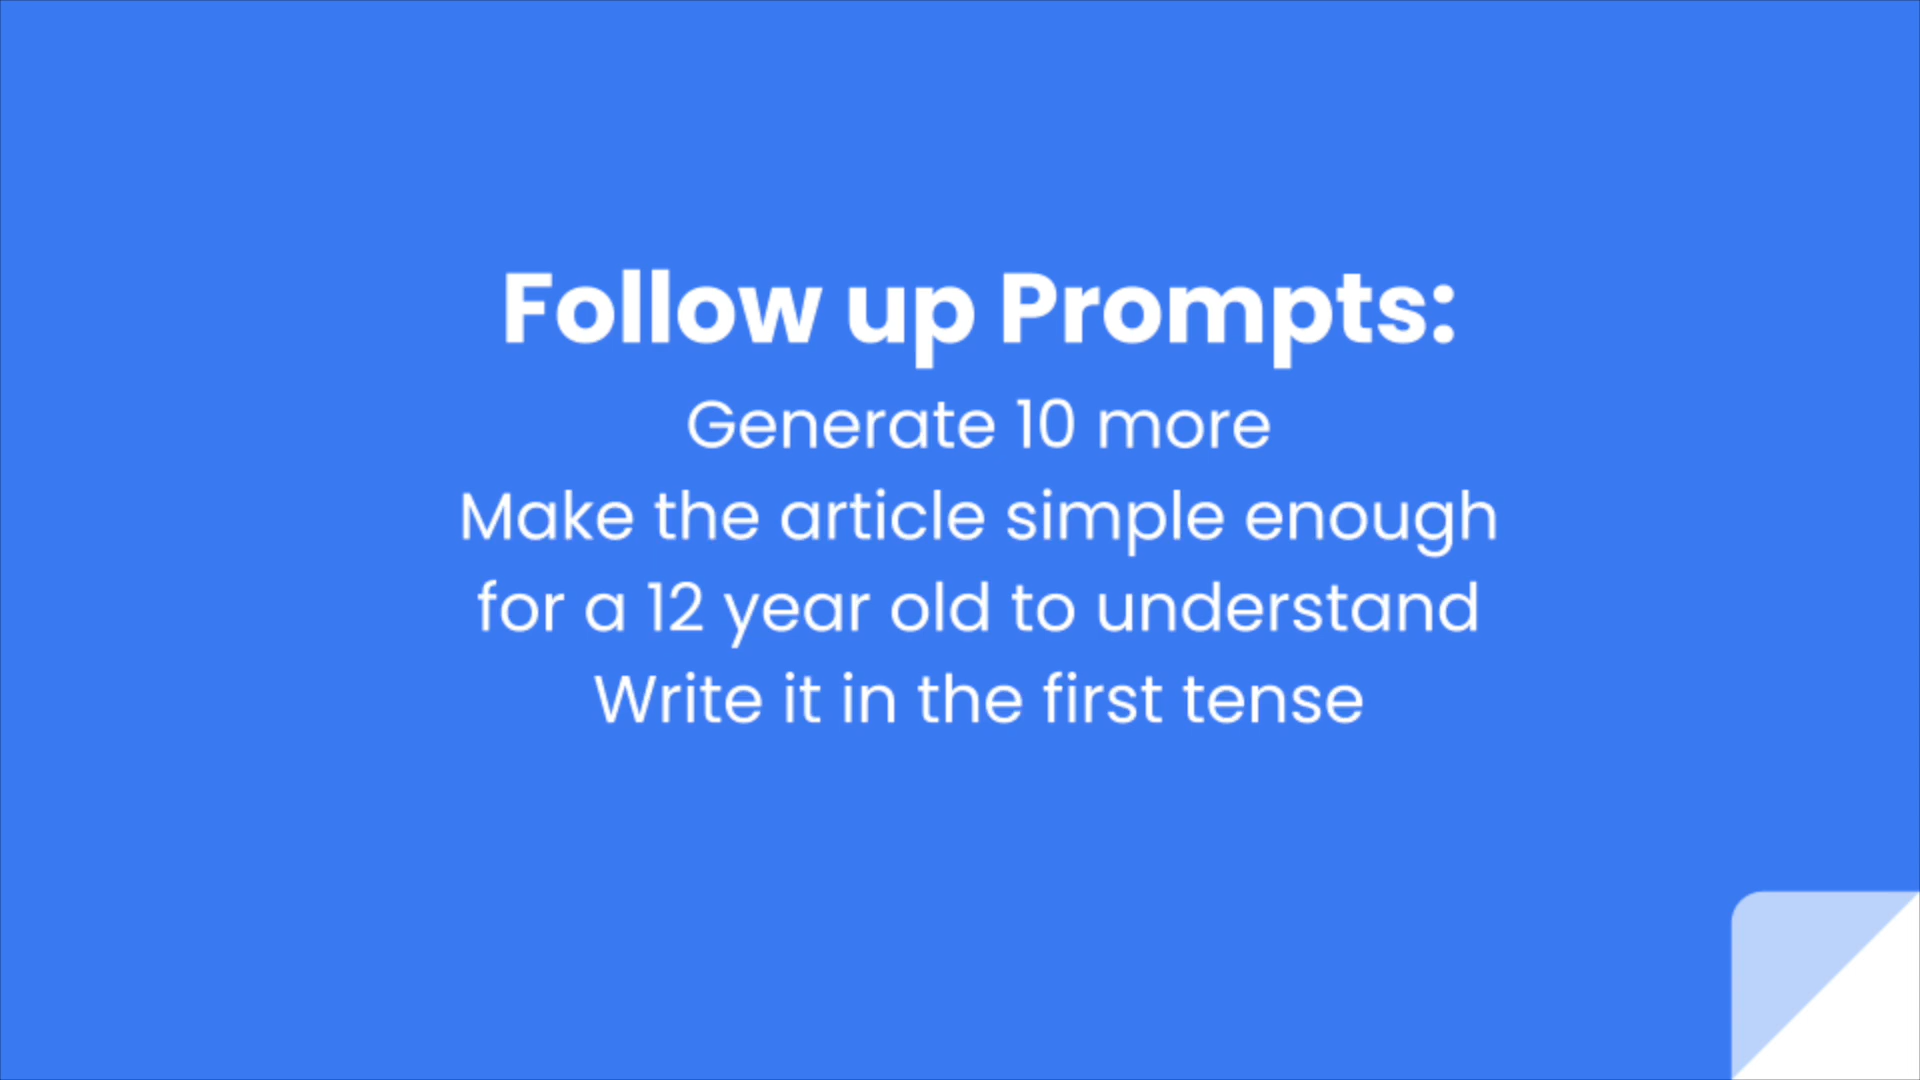 Follow up Prompts:
Generate 10 more
Make the article simple enough
for a 12 year old to understand
Write it in the first tense